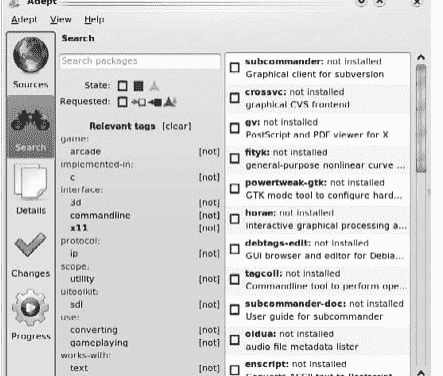 Adept
Adept View Help
Search
Search packages
State:
Requested:
Relevant tags [clear]
game:
arcade [not]
implemented-in:
c [not]
interface:
3d [not]
commandline [not]
x11 [not]
protocol:
ip [not]
scope:
utility [not]
uitoolkit:
sdl [not]
use:
converting [not]
gameplaying [not]
works-with:
text [not]
Sources
Search
Details
Changes
Progress
subcommander: not installed
Graphical client for subversion
crossvc: not installed
graphical CVS frontend
gv: not installed
PostScript and PDF viewer for X
fityk: not installed
general-purpose nonlinear curve ...
powertweak-gtk: not installed
GTK mode tool to configure hard...
horae: not installed
interactive graphical processing a...
debtags-edit: not installed
GUI browser and editor for Debia...
tagcoll: not installed
Commandline tool to perform ope...
subcommander-doc: not installed
User guide for subcommander
oidua: not installed
audio file metadata lister
enscript: not installed